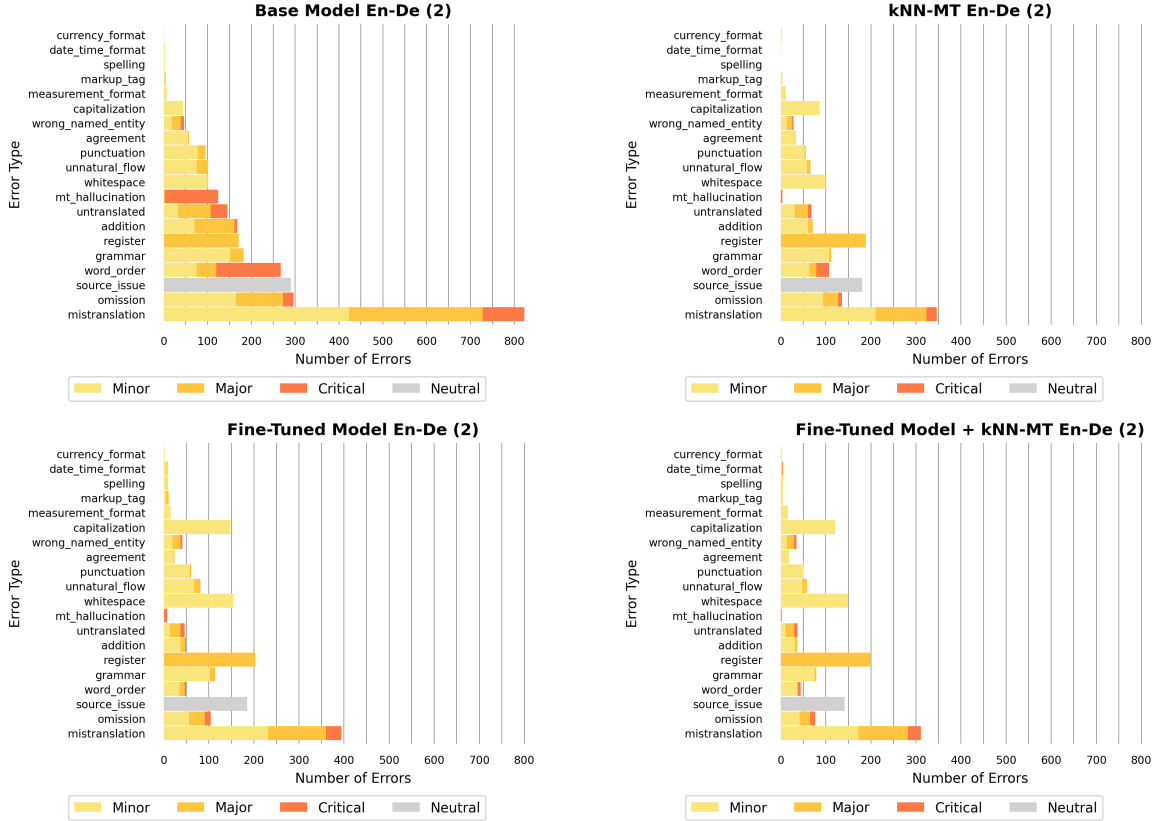 Base Model En-De (2)
Error Type
currency_format
date_time_format
spelling
markup_tag
measurement_format
capitalization
wrong_named_entity
agreement
punctuation
unnatural_flow
whitespace
mt_hallucination
untranslated
addition
register
grammar
word_order
source_issue
omission
mistranslation
0 100 200 300 400 500 600 700 800
Number of Errors
Minor Major Critical Neutral
kNN-MT En-De (2)
Error Type
currency_format
date_time_format
spelling
markup_tag
measurement_format
capitalization
wrong_named_entity
agreement
punctuation
unnatural_flow
whitespace
mt_hallucination
untranslated
addition
register
grammar
word_order
source_issue
omission
mistranslation
0 100 200 300 400 500 600 700 800
Number of Errors
Minor Major Critical Neutral
Fine-Tuned Model En-De (2)
Error Type
currency_format
date_time_format
spelling
markup_tag
measurement_format
capitalization
wrong_named_entity
agreement
punctuation
unnatural_flow
whitespace
mt_hallucination
untranslated
addition
register
grammar
word_order
source_issue
omission
mistranslation
0 100 200 300 400 500 600 700 800
Number of Errors
Minor Major Critical Neutral
Fine-Tuned Model + kNN-MT En-De (2)
Error Type
currency_format
date_time_format
spelling
markup_tag
measurement_format
capitalization
wrong_named_entity
agreement
punctuation
unnatural_flow
whitespace
mt_hallucination
untranslated
addition
register
grammar
word_order
source_issue
omission
mistranslation
0 100 200 300 400 500 600 700 800
Number of Errors
Minor Major Critical Neutral